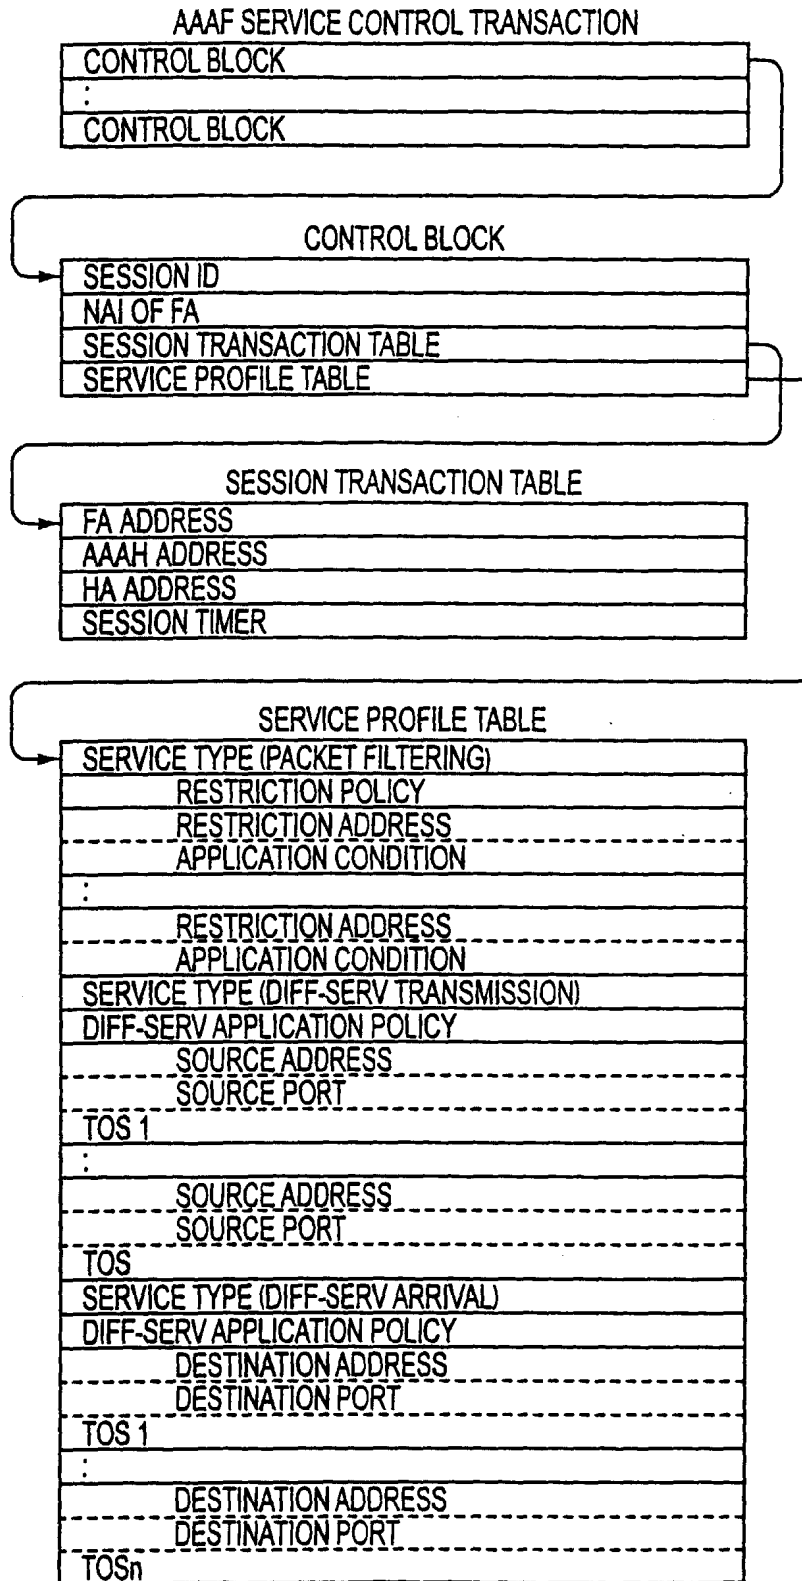 AAAF SERVICE CONTROL TRANSACTION
CONTROL BLOCK
:
CONTROL BLOCK
CONTROL BLOCK
SESSION ID
NAI OF FA
SESSION TRANSACTION TABLE
SERVICE PROFILE TABLE
SESSION TRANSACTION TABLE
FA ADDRESS
AAAH ADDRESS
HA ADDRESS
SESSION TIMER
SERVICE PROFILE TABLE
SERVICE TYPE (PACKET FILTERING)
RESTRICTION POLICY
RESTRICTION ADDRESS
APPLICATION CONDITION
:
RESTRICTION ADDRESS
APPLICATION CONDITION
SERVICE TYPE (DIFF-SERV TRANSMISSION)
DIFF-SERV APPLICATION POLICY
SOURCE ADDRESS
SOURCE PORT
TOS 1
:
SOURCE ADDRESS
SOURCE PORT
TOS
SERVICE TYPE (DIFF-SERV ARRIVAL)
DIFF-SERV APPLICATION POLICY
DESTINATION ADDRESS
DESTINATION PORT
TOS 1
:
DESTINATION ADDRESS
DESTINATION PORT
TOSn